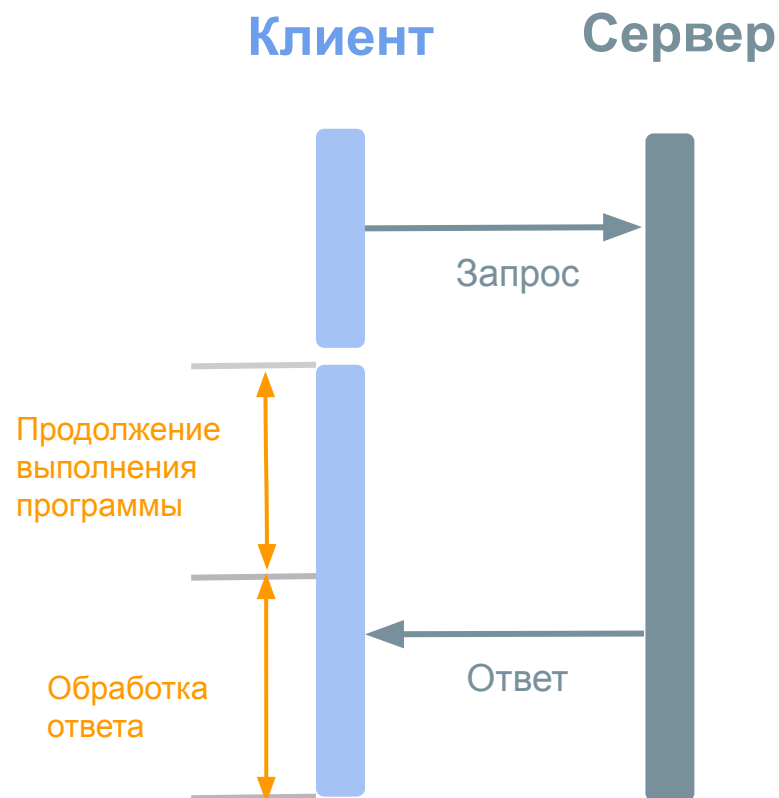 Клиент
Сервер
Запрос
Продолжение
выполнения
программы
Ответ
Обработка
ответа